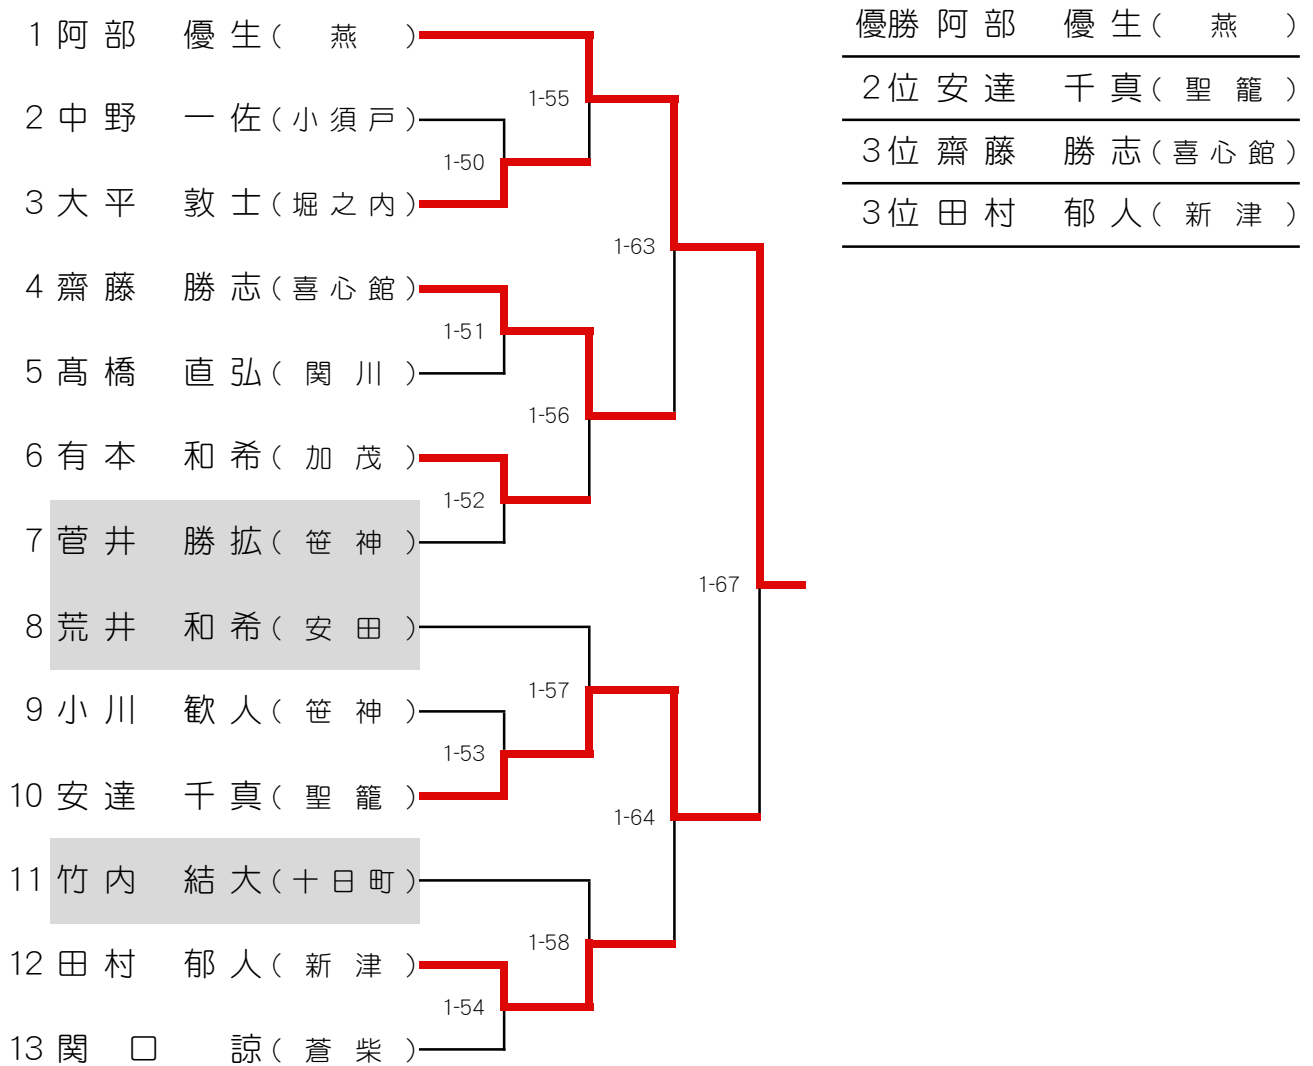 1 阿部 優生(燕)
2 中野 一佐(小須戸)
3 大平 敦士(堀之内)
4 齋藤 勝志(喜心館)
5 髙橋 直弘(関川)
6 有本 和希(加茂)
7 菅井 勝拡(笹神)
8 荒井 和希(安田)
9 小川 歓人(笹神)
10 安達 千真(聖籠)
11 竹内 結大(十日町)
12 田村 郁人(新津)
13 関口 諒(蒼柴)
1-50
1-51
1-52
1-53
1-54
1-55
1-56
1-57
1-58
1-63
1-64
1-67
優勝 阿部 優生(燕)
2位 安達 千真(聖籠)
3位 齋藤 勝志(喜心館)
3位 田村 郁人(新津)